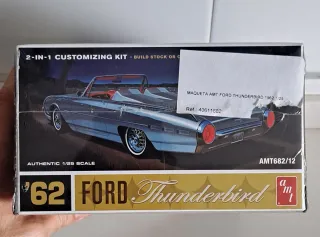 2-IN-1 CUSTOMIZING KIT • BUILD STOCK OR
MAQUETA AMT FORD THUNDERBIRD 1962 1/25
AUTHENTIC 1/25 SCALE
AMT682/12
'62 FORD Thunderbird
amt